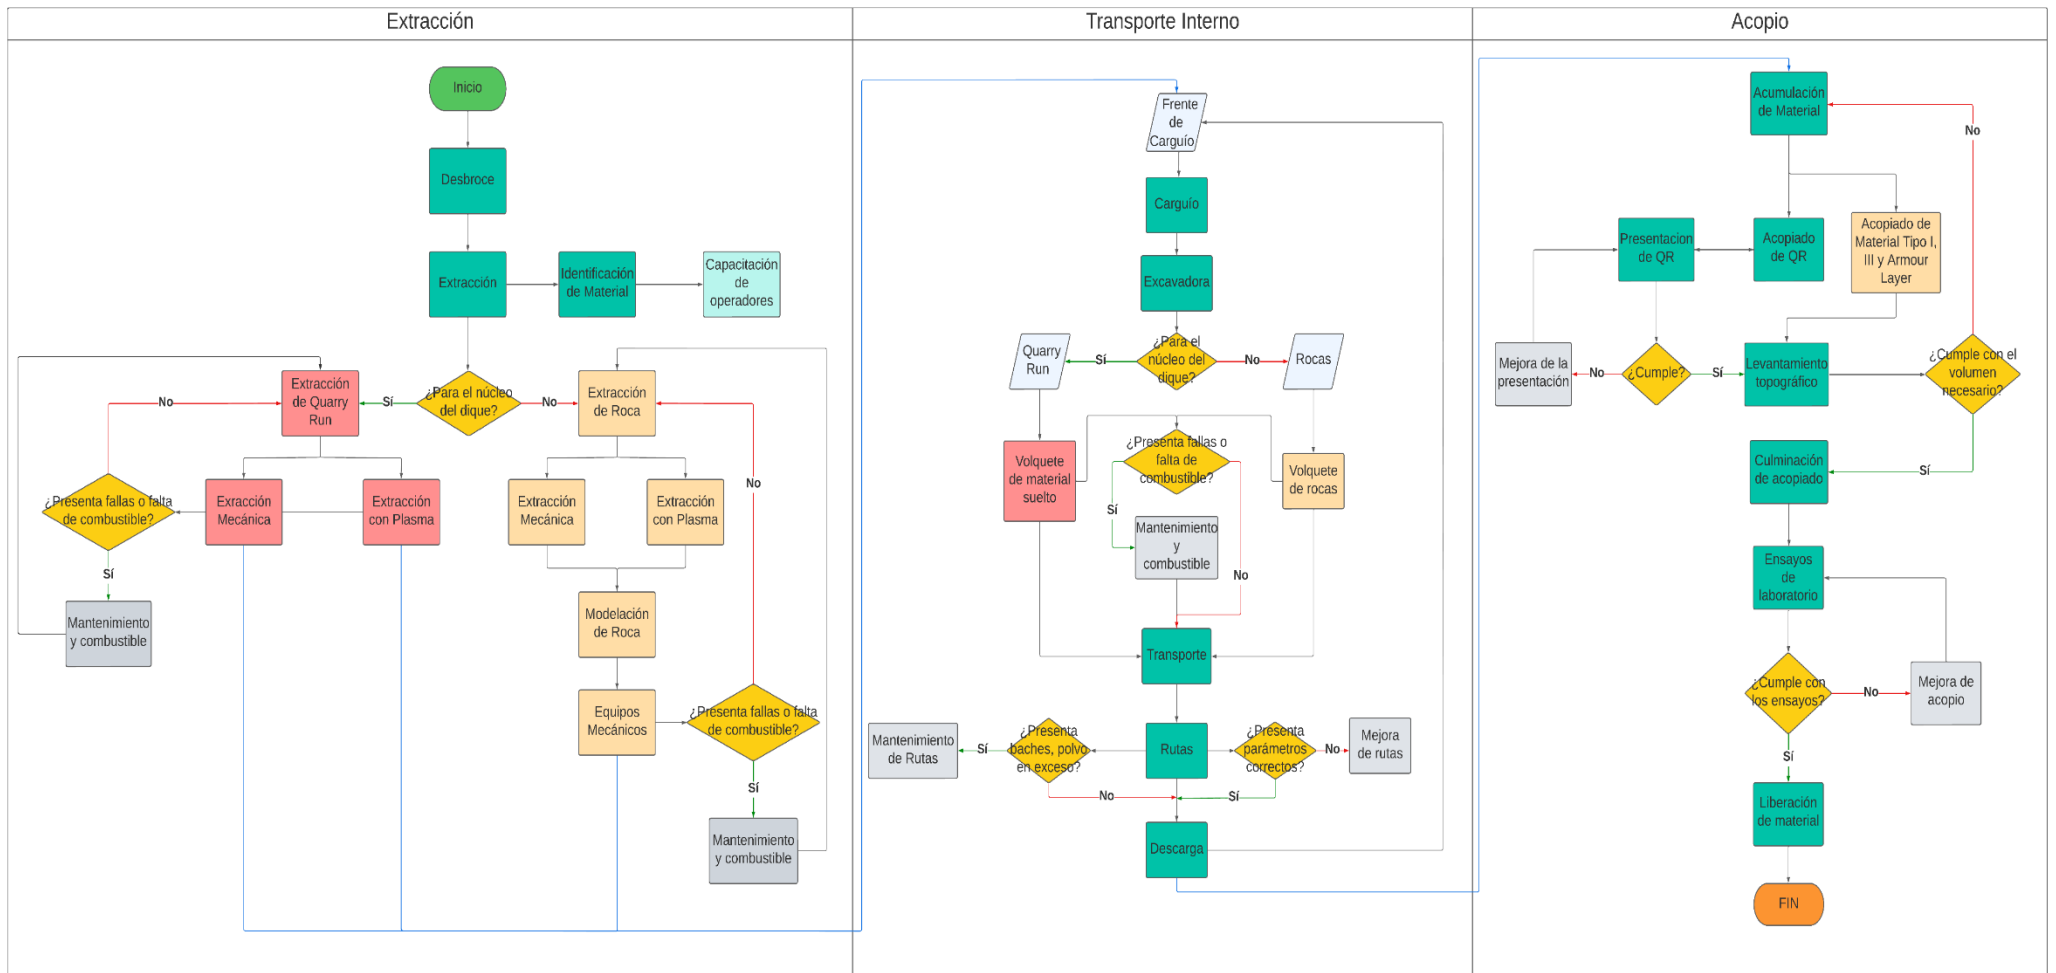 Extracción
Transporte Interno
Acopio
Inicio
Desbroce
Extracción
Identificación
de Material
Capacitación
de
operadores
¿Para el núcleo
del dique?
Sí
No
Extracción
de Quarry
Run
Extracción
de Roca
No
Exracción
Mecánica
Extracción
con Plasma
¿Presenta fallas o falta
de combustible?
Sí
Mantenimiento
y combustible
Extracción
Mecánica
Extracción
con Plasma
No
Modelación
de Roca
Equipos
Mecánicos
¿Presenta fallas o falta
de combustible?
Sí
Mantenimiento
y combustible
Frente
de
Carguío
Carguío
Excavadora
¿Para el
núcleo del
dique?
Sí
No
Quarry
Run
Rocas
Volquete
de material
suelto
¿Presenta fallas o
falta de
combustible?
Volquete
de rocas
Sí
Mantenimiento
y
combustible
No
Transporte
Rutas
¿Presenta
baches, polvo
en exceso?
Sí
Mantenimiento
de Rutas
No
¿Presenta
parámetros
correctos?
No
Mejora
de rutas
Sí
Descarga
Acumulación
de Material
No
Presentacion
de QR
Acopiado
de QR
Acopiado de
Material Tipo I,
III y Armour
Layer
Mejora de la
presentación
No
¿Cumple?
Sí
Levantamiento
topográfico
¿Cumple con el
volumen
necesario?
Sí
Culminación
de acopiado
Ensayos
de
laboratorio
¿Cumple con
los ensayos?
No
Mejora de
acopio
Sí
Liberación
de material
FIN